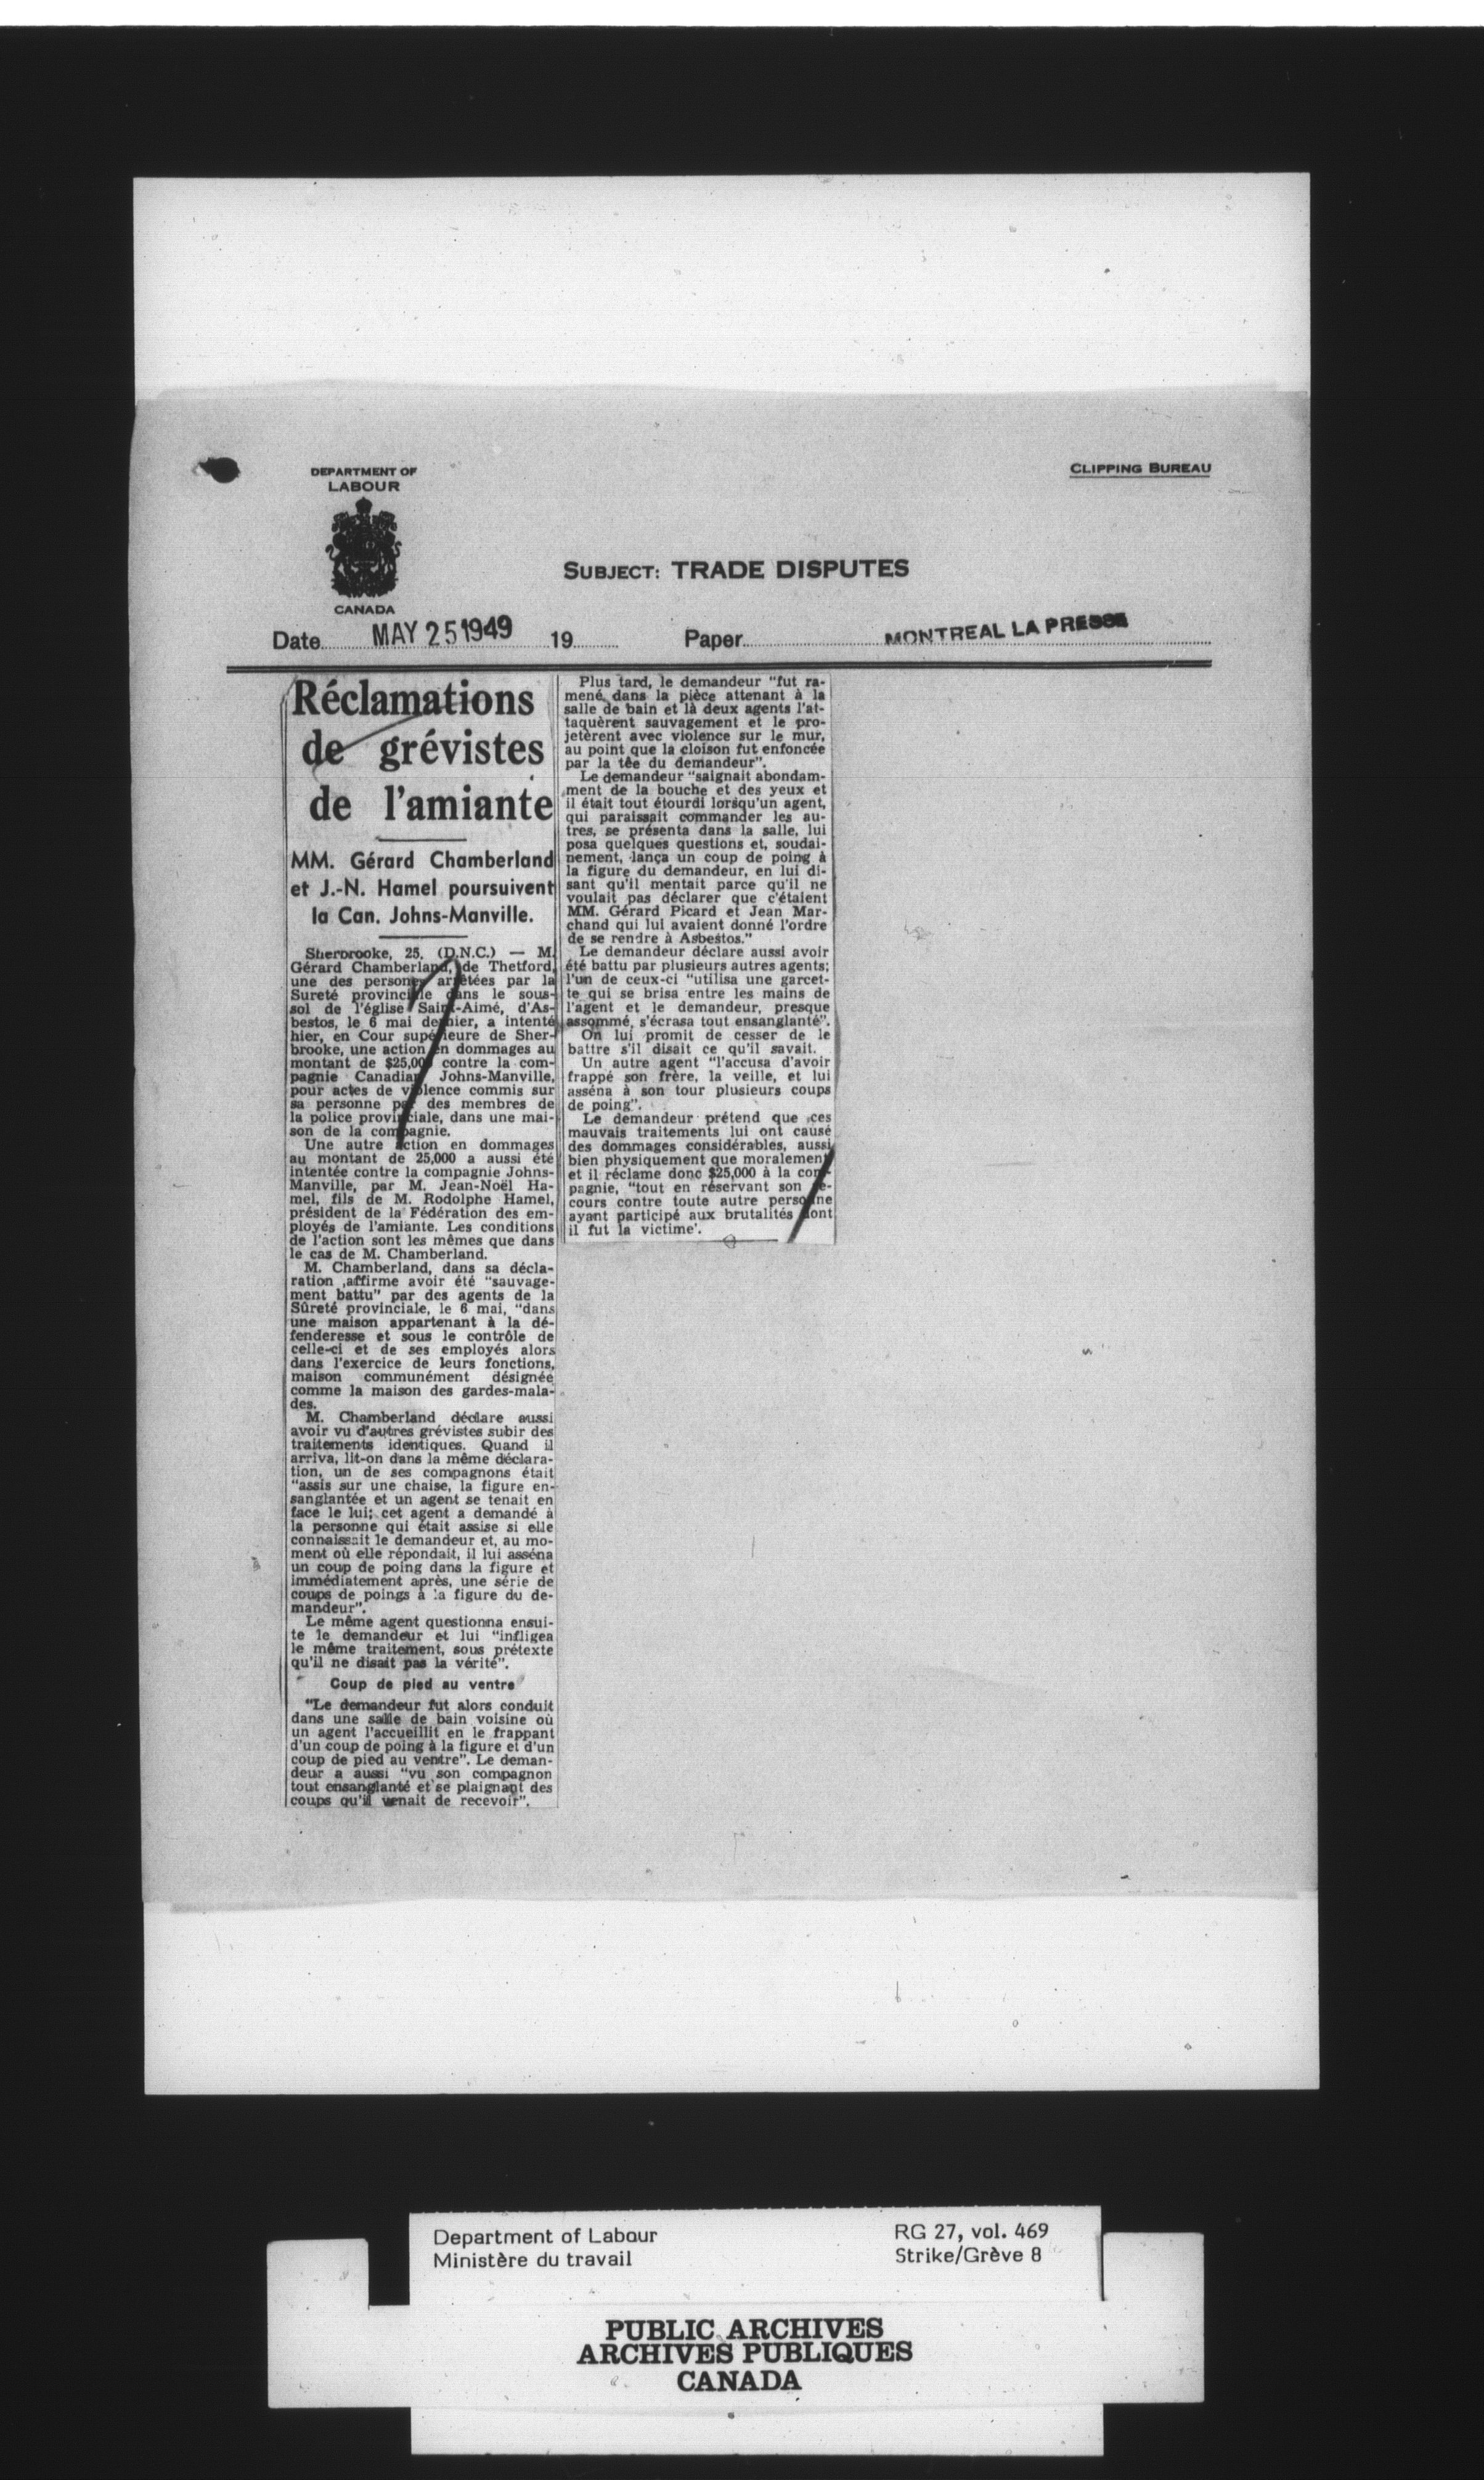 DEPARTMENT OF
LABOUR
CANADA
CLIPPING BUREAU
SUBJECT: TRADE DISPUTES
Date MAY 25 1949 19 Paper MONTREAL LA PRESSE
Réclamations
de grévistes
de l'amiante
MM. Gérard Chamberland
et J.-N. Hamel poursuivent
la Can. Johns-Manville.
Sherbrooke, 25. (D.N.C.) — M.
Gérard Chamberland, de Thetford,
une des personnes arrêtées par la
Sureté provinciale dans le sous-
sol de l'église Saint-Aimé, d'As-
bestos, le 6 mai dernier, a intenté
hier, en Cour supérieure de Sher-
brooke, une action en dommages au
montant de $25,000 contre la com-
pagnie Canadian Johns-Manville,
pour actes de violence commis sur
sa personne par des membres de
la police provinciale, dans une mai-
son de la compagnie.
Une autre action en dommages
au montant de 25,000 a aussi été
intentée contre la compagnie Johns-
Manville, par M. Jean-Noël Ha-
mel, fils de M. Rodolphe Hamel,
président de la Fédération des em-
ployés de l'amiante. Les conditions
de l'action sont les mêmes que dans
le cas de M. Chamberland.
M. Chamberland, dans sa décla-
ration ,affirme avoir été "sauvage-
ment battu" par des agents de la
Sûreté provinciale, le 6 mai, "dans
une maison appartenant à la dé-
fenderesse et sous le contrôle de
celle-ci et de ses employés alors
dans l'exercice de leurs fonctions,
maison communément désignée
comme la maison des gardes-mala-
des.
M. Chamberland déclare aussi
avoir vu d'autres grévistes subir des
traitements identiques. Quand il
arriva, lit-on dans la même déclara-
tion, un de ses compagnons était
"assis sur une chaise, la figure en-
sanglantée et un agent se tenait en
face le lui; cet agent a demandé à
la personne qui était assise si elle
connaissait le demandeur et, au mo-
ment où elle répondait, il lui asséna
un coup de poing dans la figure et
immédiatement après, une série de
coups de poings à la figure du de-
mandeur".
Le même agent questionna ensui-
te le demandeur et lui "infligea
le même traitement, sous prétexte
qu'il ne disait pas la vérité".
Coup de pied au ventre
"Le demandeur fut alors conduit
dans une salle de bain voisine où
un agent l'accueillit en le frappant
d'un coup de poing à la figure et d'un
coup de pied au ventre". Le deman-
deur a aussi "vu son compagnon
tout ensanglanté et se plaignant des
coups qu'il venait de recevoir".
Plus tard, le demandeur "fut ra-
mené dans la pièce attenant à la
salle de bain et là deux agents l'at-
taquèrent sauvagement et le pro-
jetèrent avec violence sur le mur,
au point que la cloison fut enfoncée
par la têe du demandeur".
Le demandeur "saignait abondam-
ment de la bouche et des yeux et
il était tout étourdi lorsqu'un agent,
qui paraissait commander les au-
tres, se présenta dans la salle, lui
posa quelques questions et, soudai-
nement, lança un coup de poing à
la figure du demandeur, en lui di-
sant qu'il mentait parce qu'il ne
voulait pas déclarer que c'étaient
MM. Gérard Picard et Jean Mar-
chand qui lui avaient donné l'ordre
de se rendre à Asbestos."
Le demandeur déclare aussi avoir
été battu par plusieurs autres agents;
l'un de ceux-ci "utilisa une garcet-
te qui se brisa entre les mains de
l'agent et le demandeur, presque
assommé, s'écrasa tout ensanglanté".
On lui promit de cesser de le
battre s'il disait ce qu'il savait.
Un autre agent "l'accusa d'avoir
frappé son frère, la veille, et lui
asséna à son tour plusieurs coups
de poing".
Le demandeur prétend que ces
mauvais traitements lui ont causé
des dommages considérables, aussi
bien physiquement que moralement
et il réclame donc $25,000 à la com-
pagnie, "tout en réservant son re-
cours contre toute autre personne
ayant participé aux brutalités dont
il fut la victime'.
Department of Labour
Ministère du travail
RG 27, vol. 469
Strike/Grève 8
PUBLIC ARCHIVES
ARCHIVES PUBLIQUES
CANADA